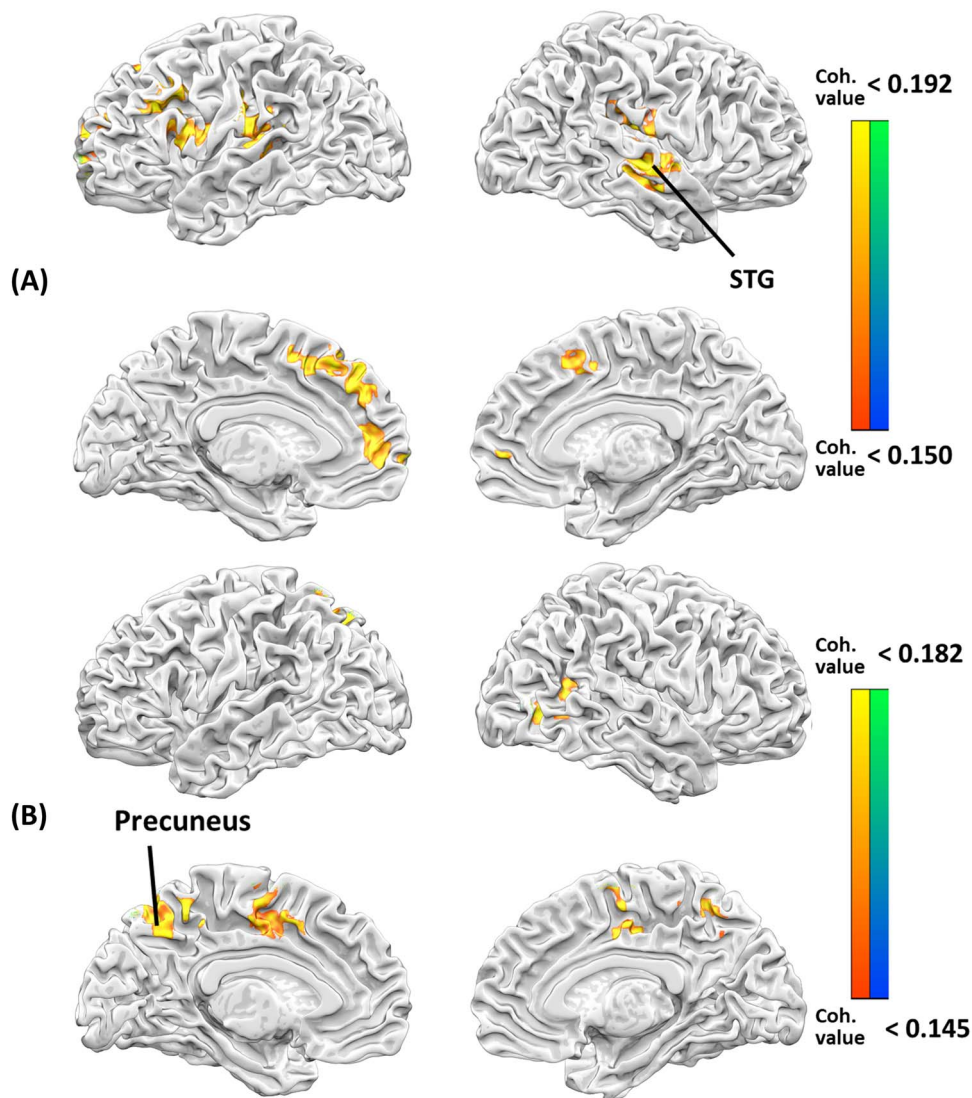 Coh.
value < 0.192
STG
(A)
Coh.
value < 0.150
Coh.
value < 0.182
(B)
Precuneus
Coh.
value < 0.145